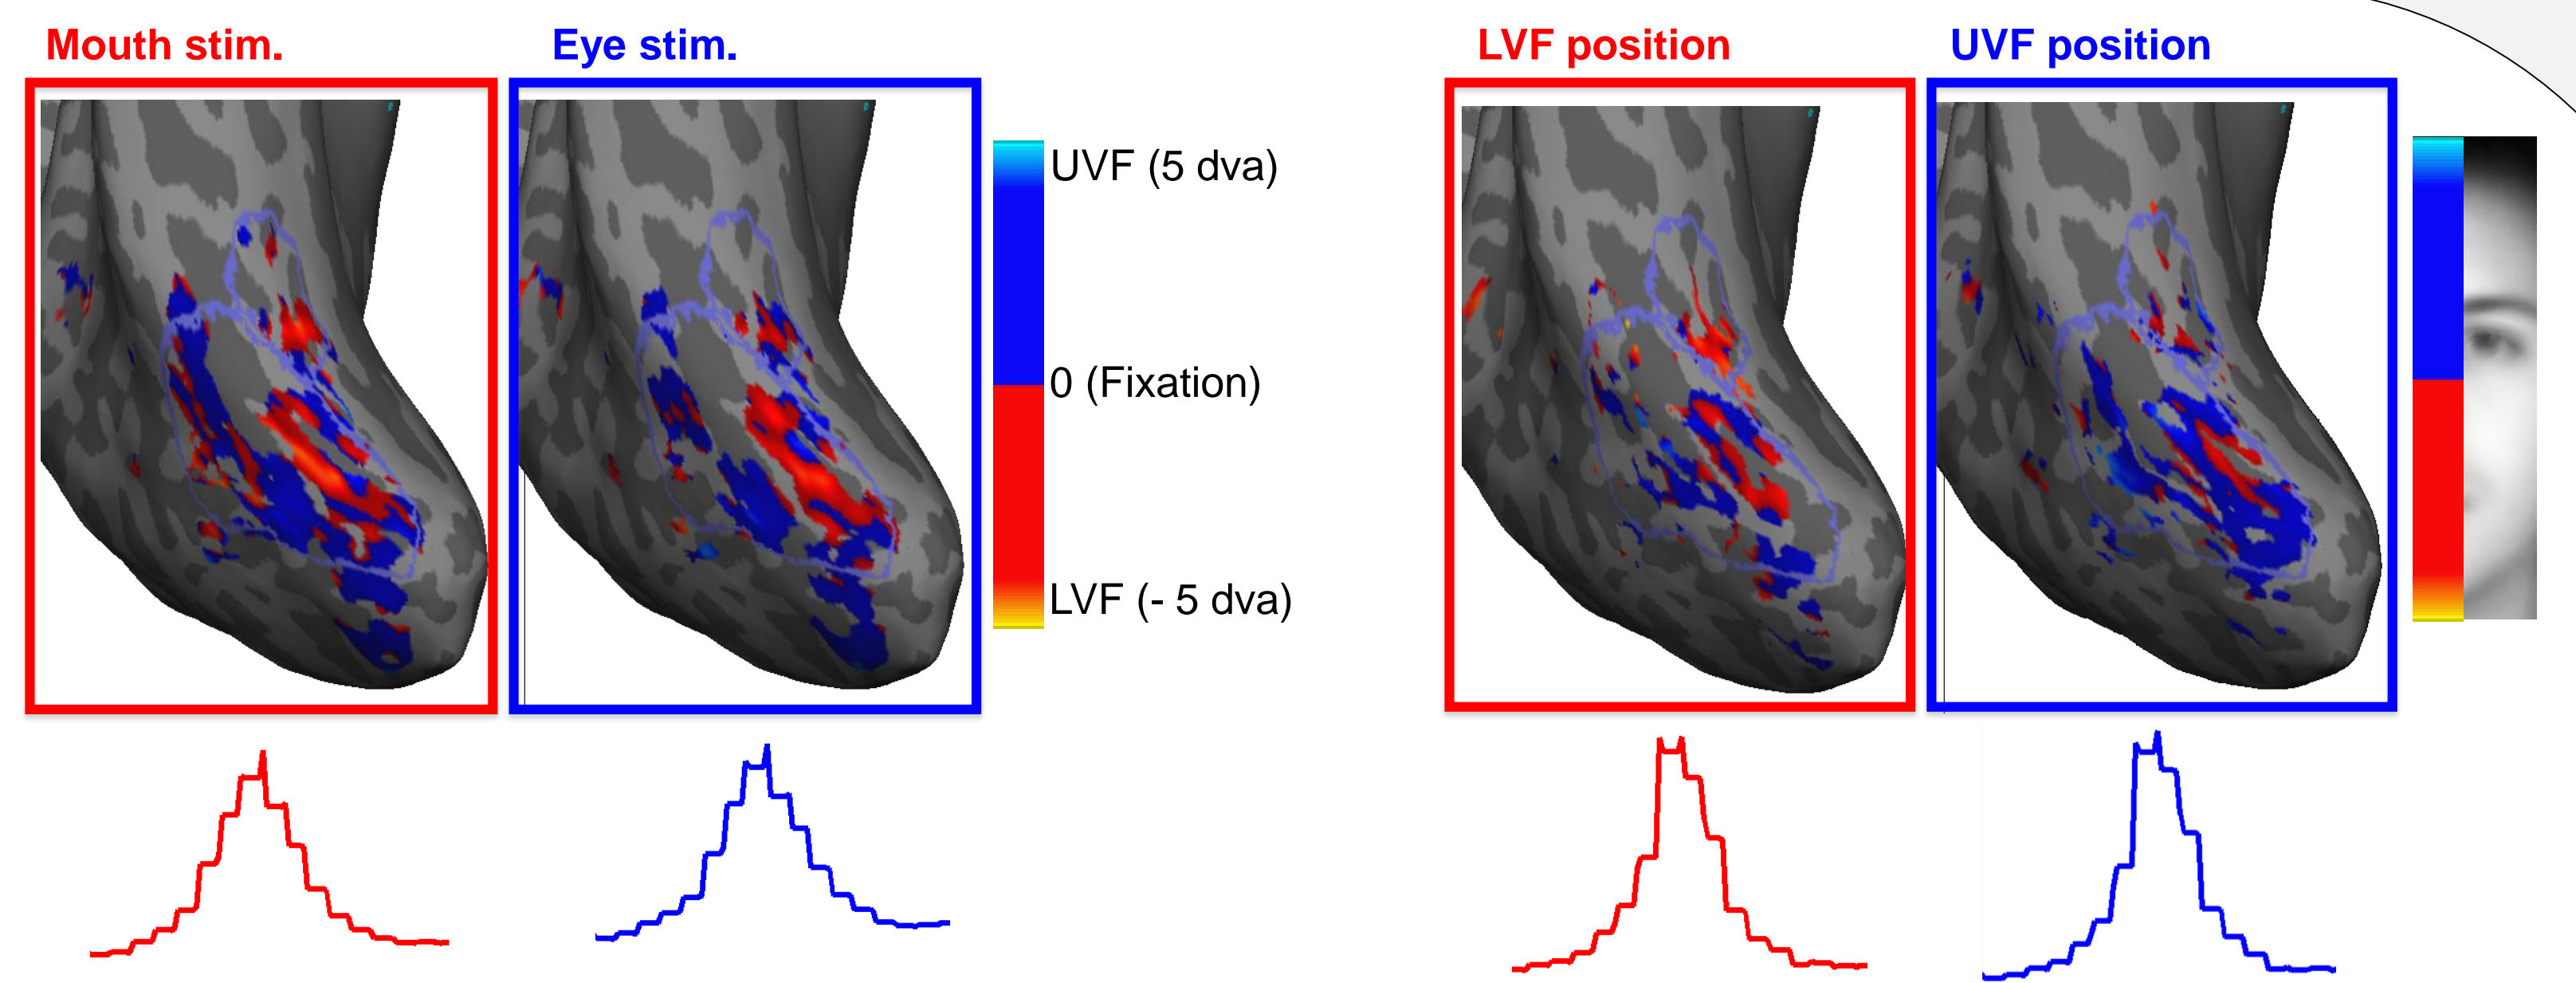 Mouth stim.
Eye stim.
LVF position
UVF position
UVF (5 dva)
0 (Fixation)
LVF (- 5 dva)